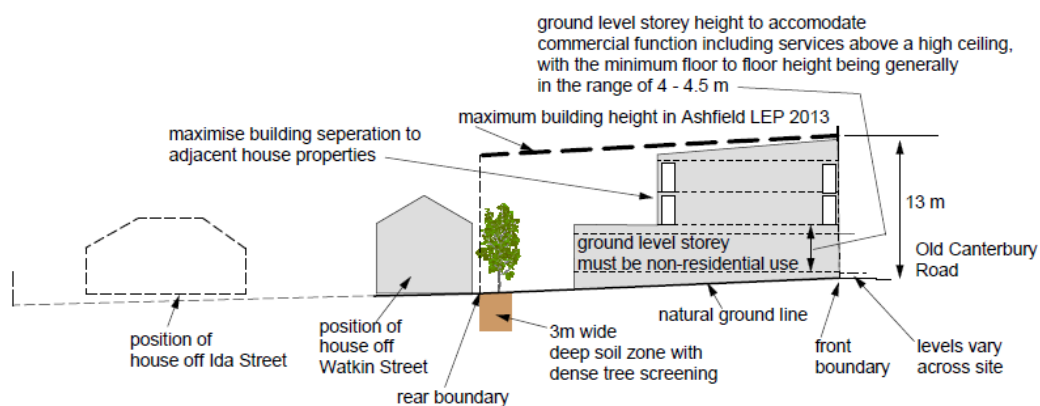 ground level storey height to accomodate
commercial function including services above a high ceiling,
with the minimum floor to floor height being generally
in the range of 4 - 4.5 m
maximum building height in Ashfield LEP 2013
maximise building seperation to
adjacent house properties
13 m
ground level storey
must be non-residential use
Old Canterbury
Road
position of
house off Ida Street
position of
house off
Watkin Street
rear boundary
3m wide
deep soil zone with
dense tree screening
natural ground line
front
boundary
levels vary
across site